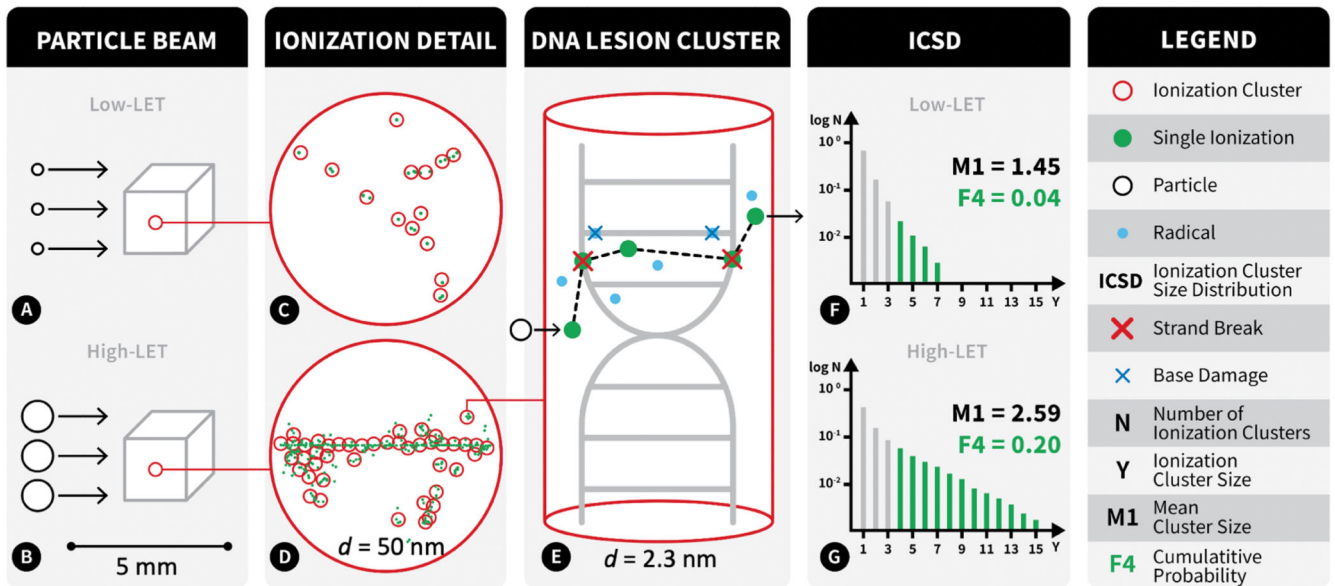 PARTICLE BEAM
Low-LET
A
High-LET
B
5 mm
IONIZATION DETAIL
C
D
d = 50 nm
DNA LESION CLUSTER
E
d = 2.3 nm
ICSD
Low-LET
log N
10⁰
10⁻¹
10⁻²
M1 = 1.45
F4 = 0.04
1 3 5 7 9 11 13 15 Y
F
High-LET
log N
10⁰
10⁻¹
10⁻²
M1 = 2.59
F4 = 0.20
1 3 5 7 9 11 13 15 Y
G
LEGEND
Ionization Cluster
Single Ionization
Particle
Radical
ICSD Ionization Cluster
Size Distribution
Strand Break
Base Damage
N Number of
Ionization Clusters
Y Ionization
Cluster Size
M1 Mean
Cluster Size
F4 Cumulatitive
Probability